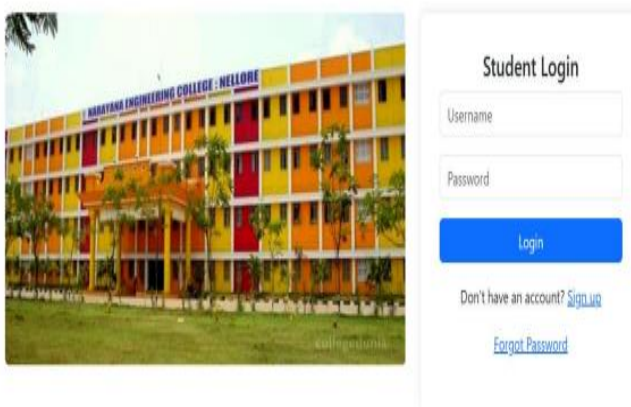 NARAYANA ENGINEERING COLLEGE : NELLORE
collegedunia
Student Login
Username
Password
Login
Don't have an account? Sign up
Forgot Password